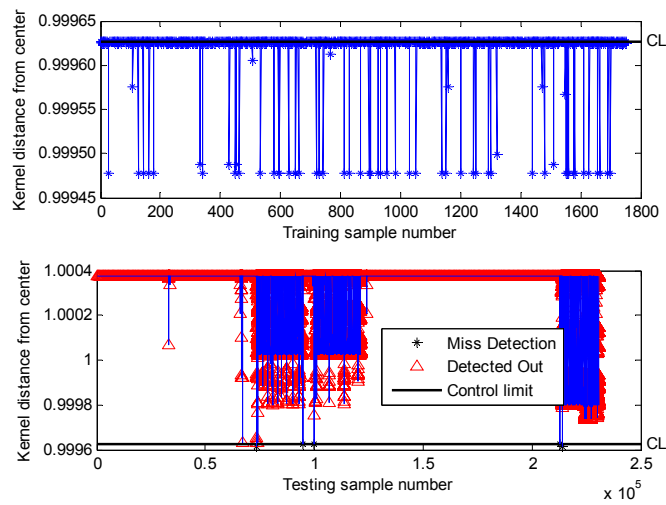 0.99965
CL
0.9996
0.99955
0.9995
0.99945
0 200 400 600 800 1000 1200 1400 1600 1800
Kernel distance from center
Training sample number
1.0004
1.0002
1
0.9998
0.9996
CL
Miss Detection
Detected Out
Control limit
0 0.5 1 1.5 2 2.5
Kernel distance from center
Testing sample number
x 10^5